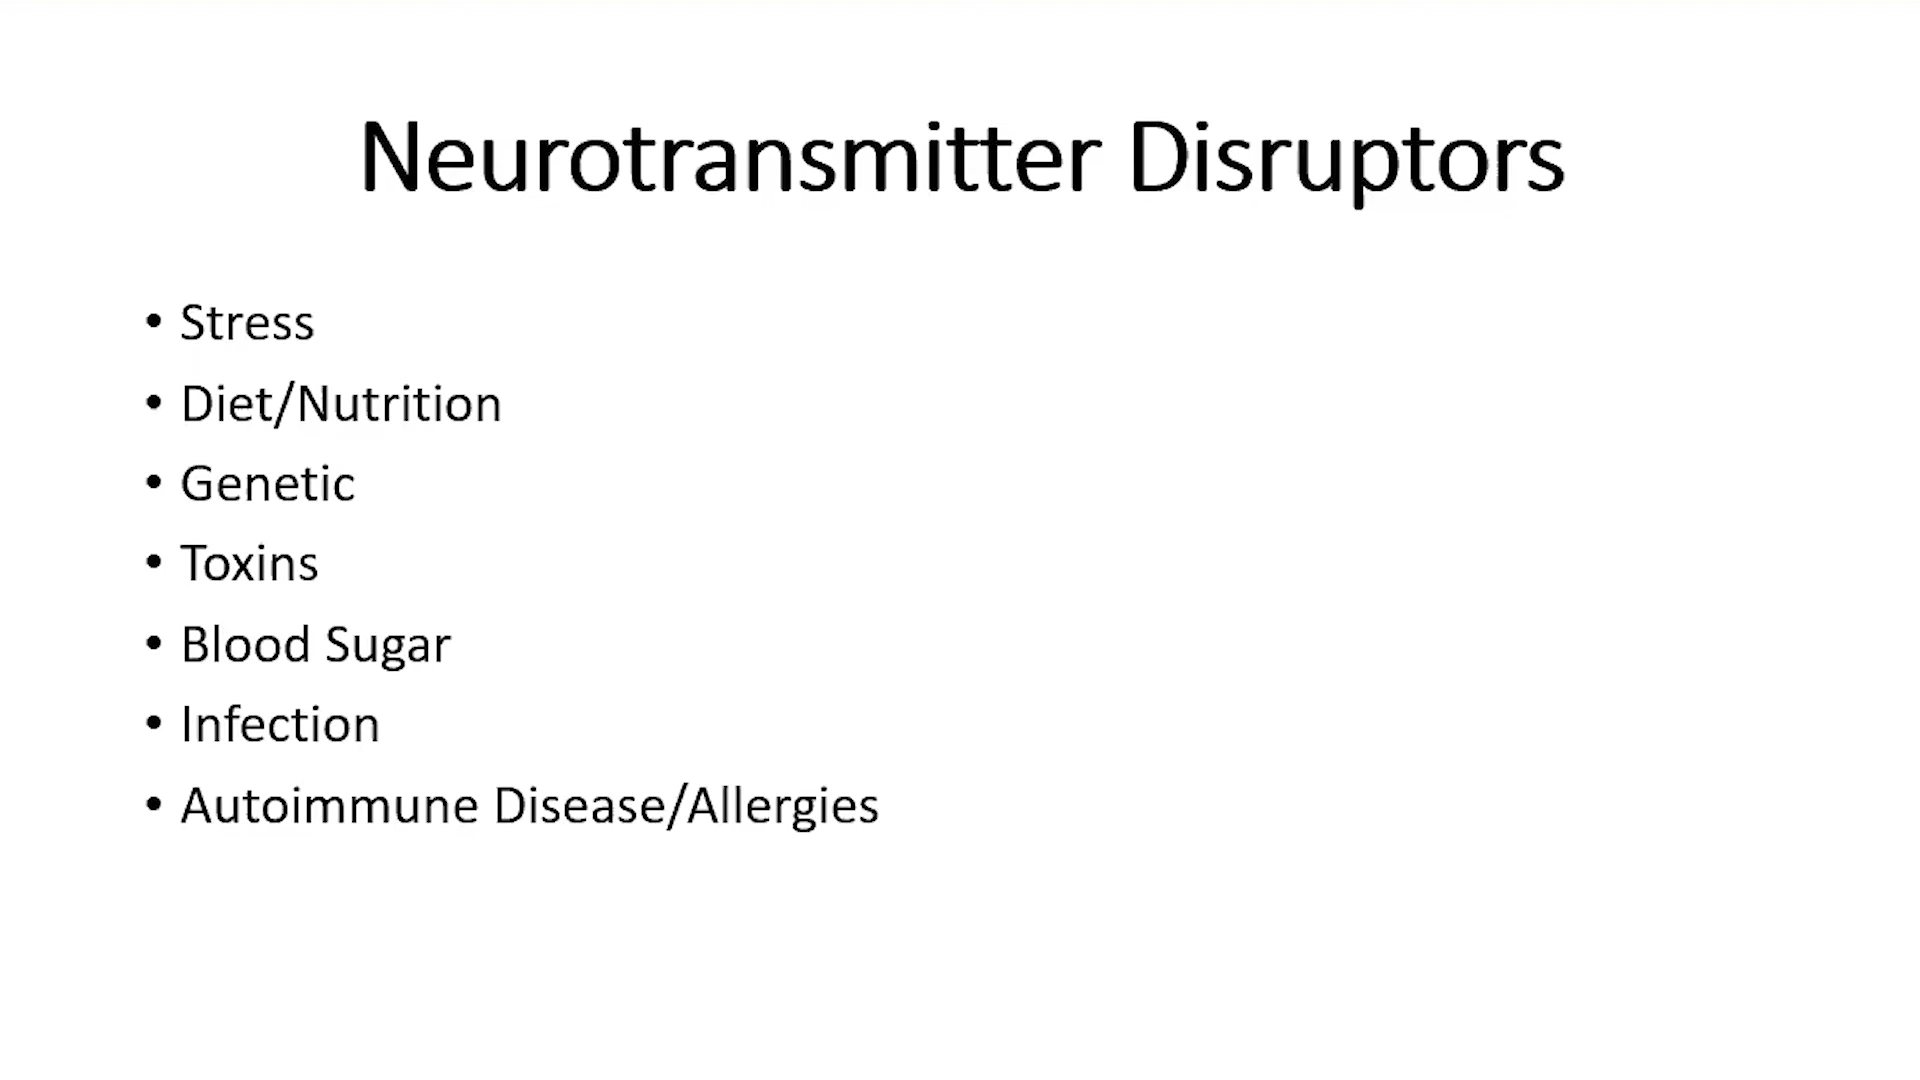 Neurotransmitter Disruptors
• Stress
• Diet/Nutrition
• Genetic
• Toxins
• Blood Sugar
• Infection
• Autoimmune Disease/Allergies